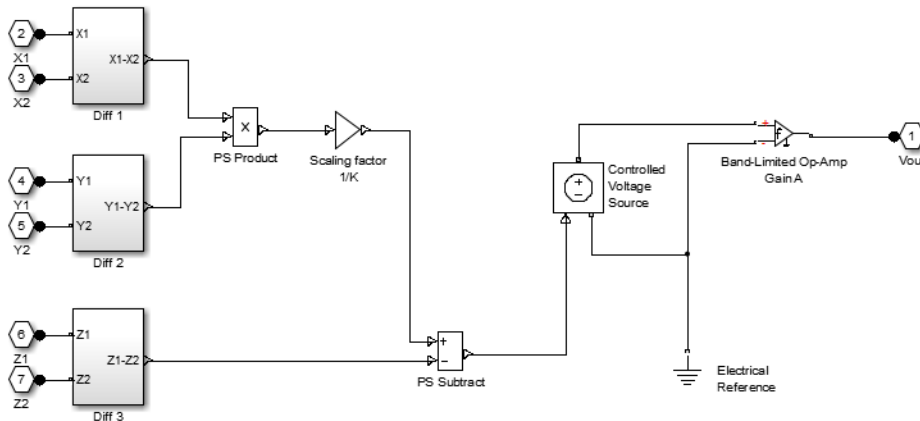 2
X1
X1
X1-X2
3
X2
X2
Diff 1
X
PS Product
Scaling factor
1/K
4
Y1
Y1
Y1-Y2
5
Y2
Y2
Diff 2
6
Z1
Z1
Z1-Z2
7
Z2
Z2
Diff 3
+
−
PS Subtract
+
−
Controlled
Voltage
Source
+
-
f
Band-Limited Op-Amp
Gain A
1
Vou
Electrical
Reference